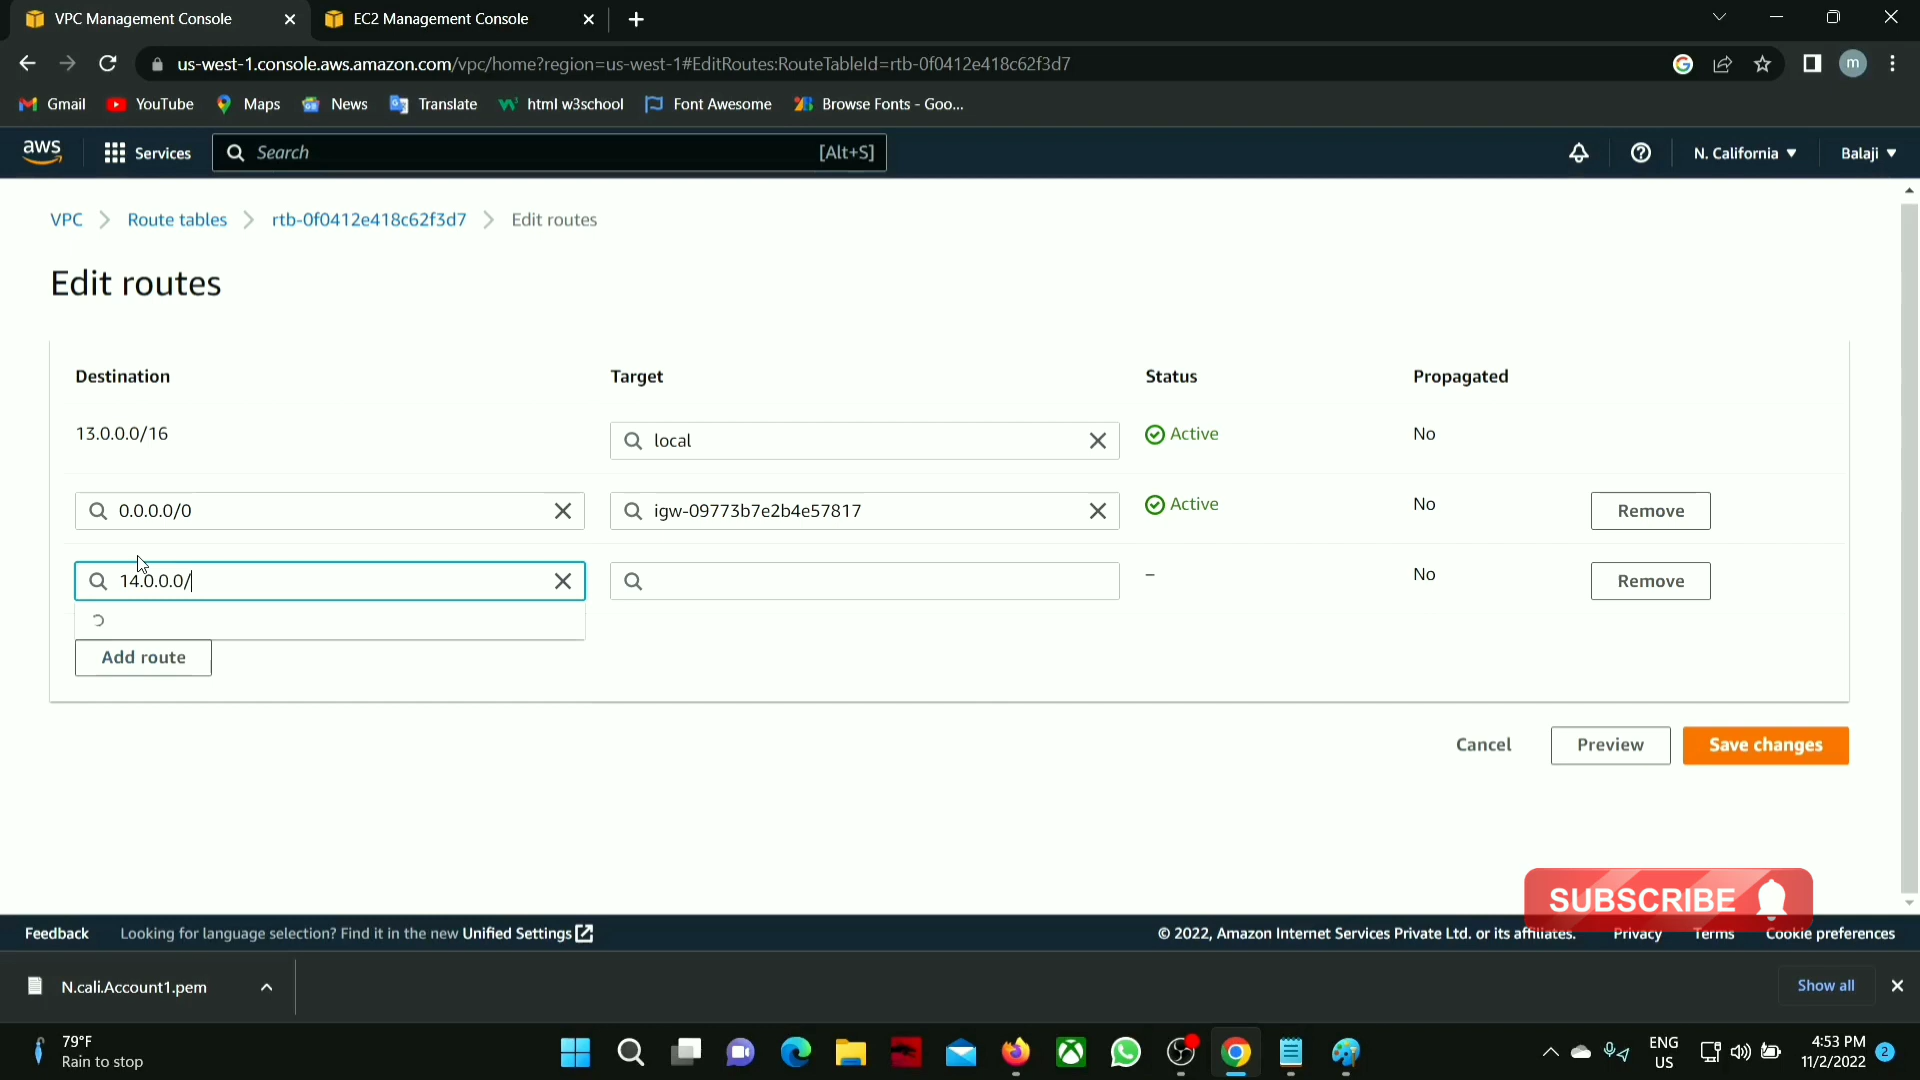 VPC Management Console
EC2 Management Console
us-west-1.console.aws.amazon.com/vpc/home?region=us-west-1#EditRoutes:RouteTableId=rtb-0f0412e418c62f3d7
m
Gmail
YouTube
Maps
News
Translate
html w3school
Font Awesome
Browse Fonts - Goo...
aws
Services
Search
[Alt+S]
N. California
Balaji
VPC
Route tables
rtb-0f0412e418c62f3d7
Edit routes
Edit routes
Destination
Target
Status
Propagated
13.0.0.0/16
local
Active
No
0.0.0.0/0
igw-09773b7e2b4e57817
Active
No
Remove
14.0.0.0/
–
No
Remove
Add route
Cancel
Preview
Save changes
SUBSCRIBE
Feedback
Looking for language selection? Find it in the new Unified Settings
© 2022, Amazon Internet Services Private Ltd. or its affiliates.
Privacy
Terms
Cookie preferences
N.cali.Account1.pem
Show all
79°F
Rain to stop
ENG
US
4:53 PM
11/2/2022
2